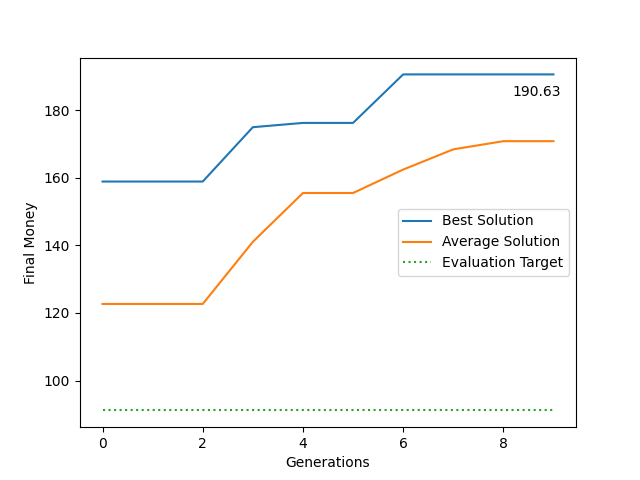 190.63
180
160
140
120
100
Final Money
Best Solution
Average Solution
Evaluation Target
0 2 4 6 8
Generations